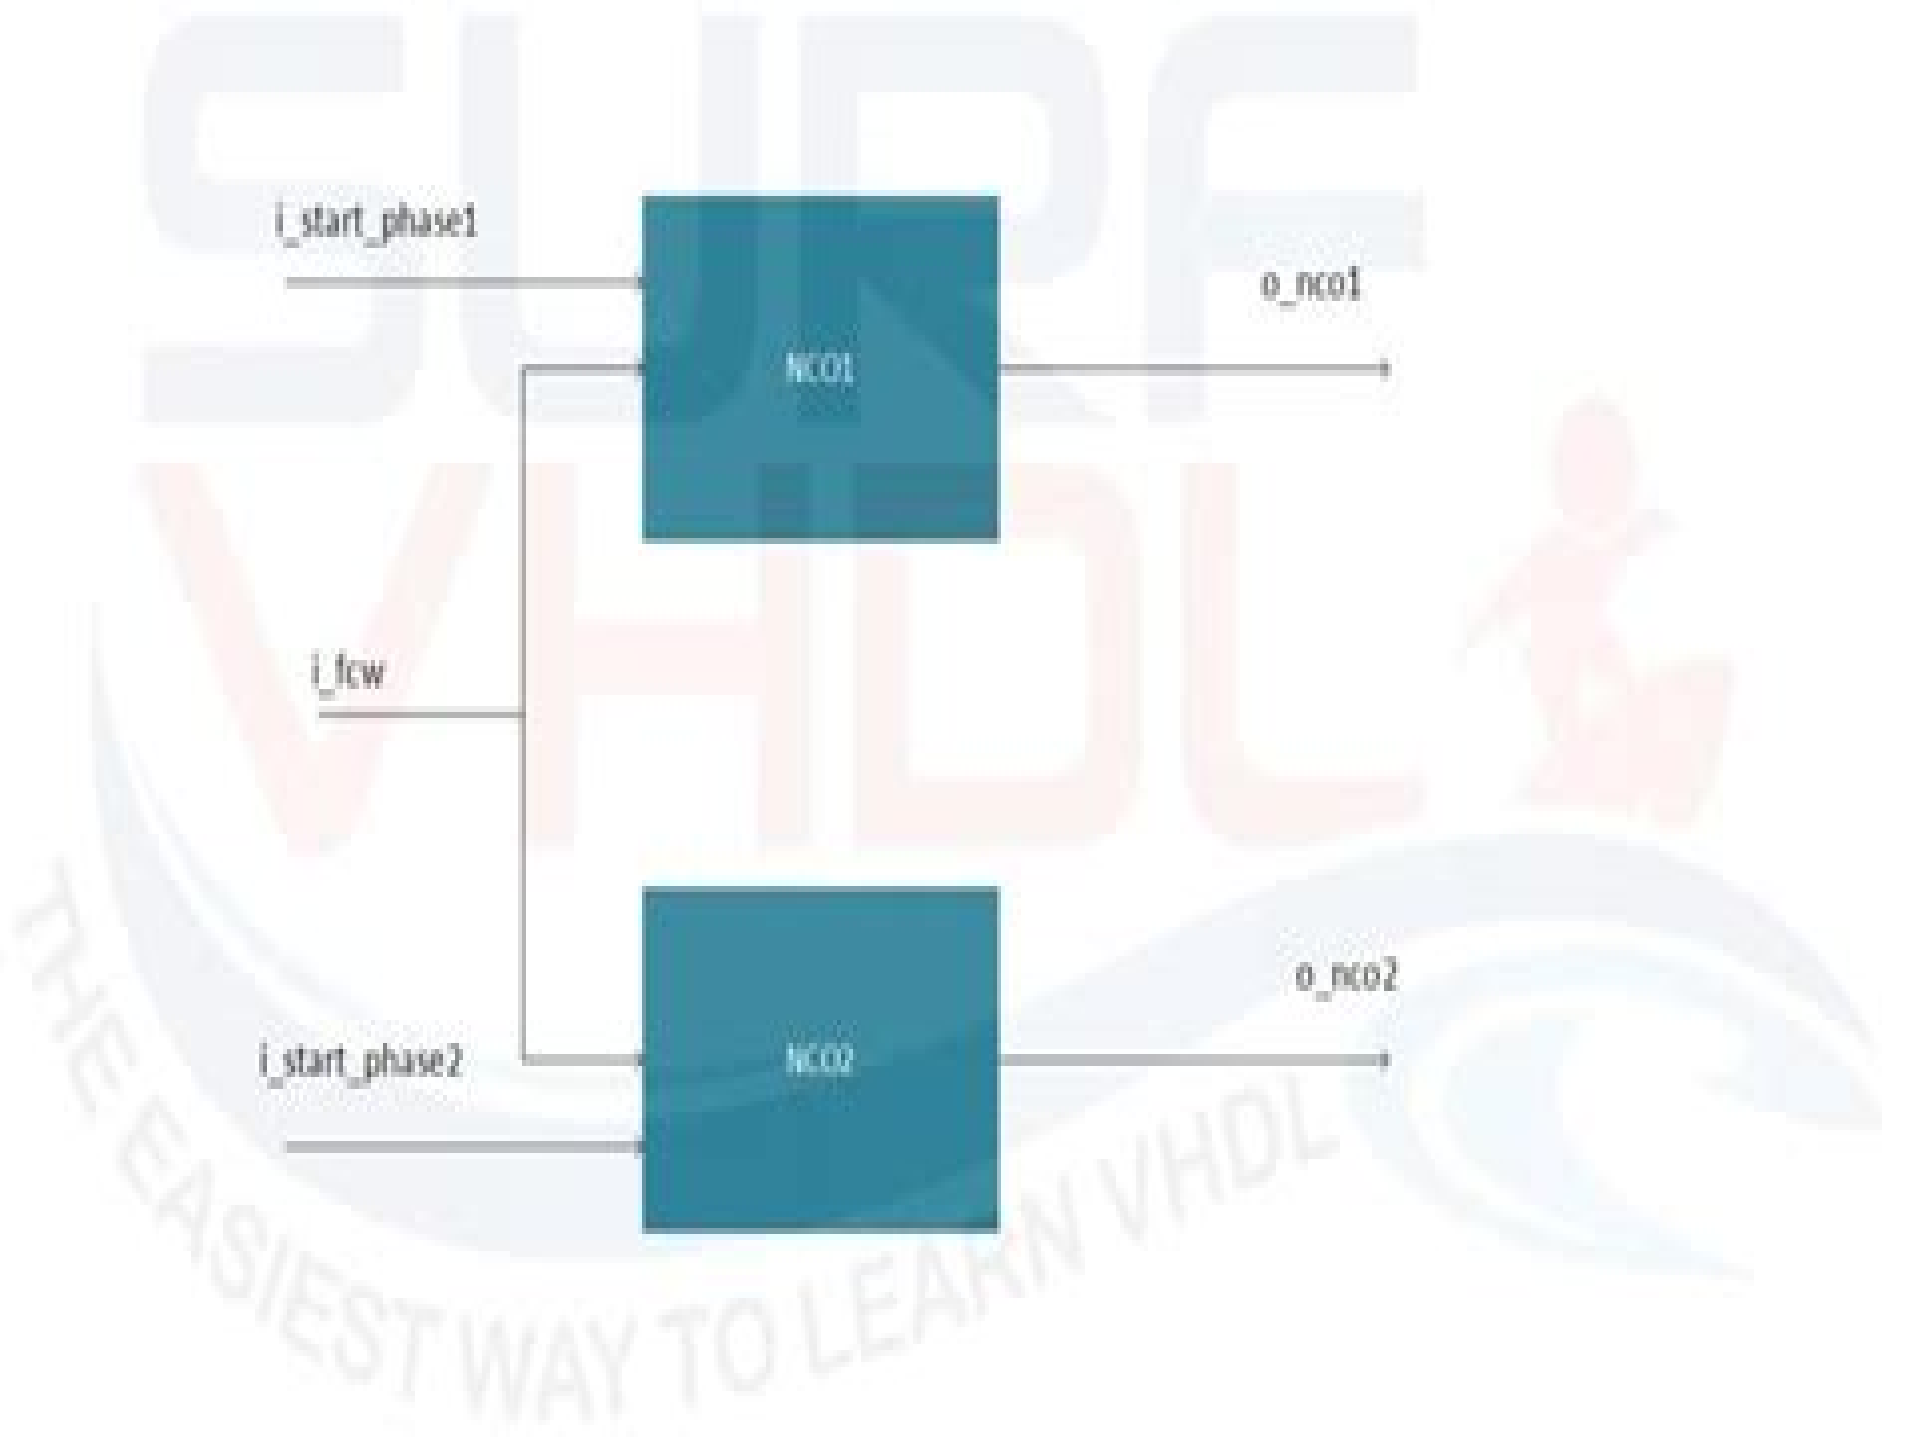 SURF
VHDL
THE EASIEST WAY TO LEARN VHDL
i_start_phase1
NCO1
o_nco1
i_fcw
i_start_phase2
NCO2
o_nco2